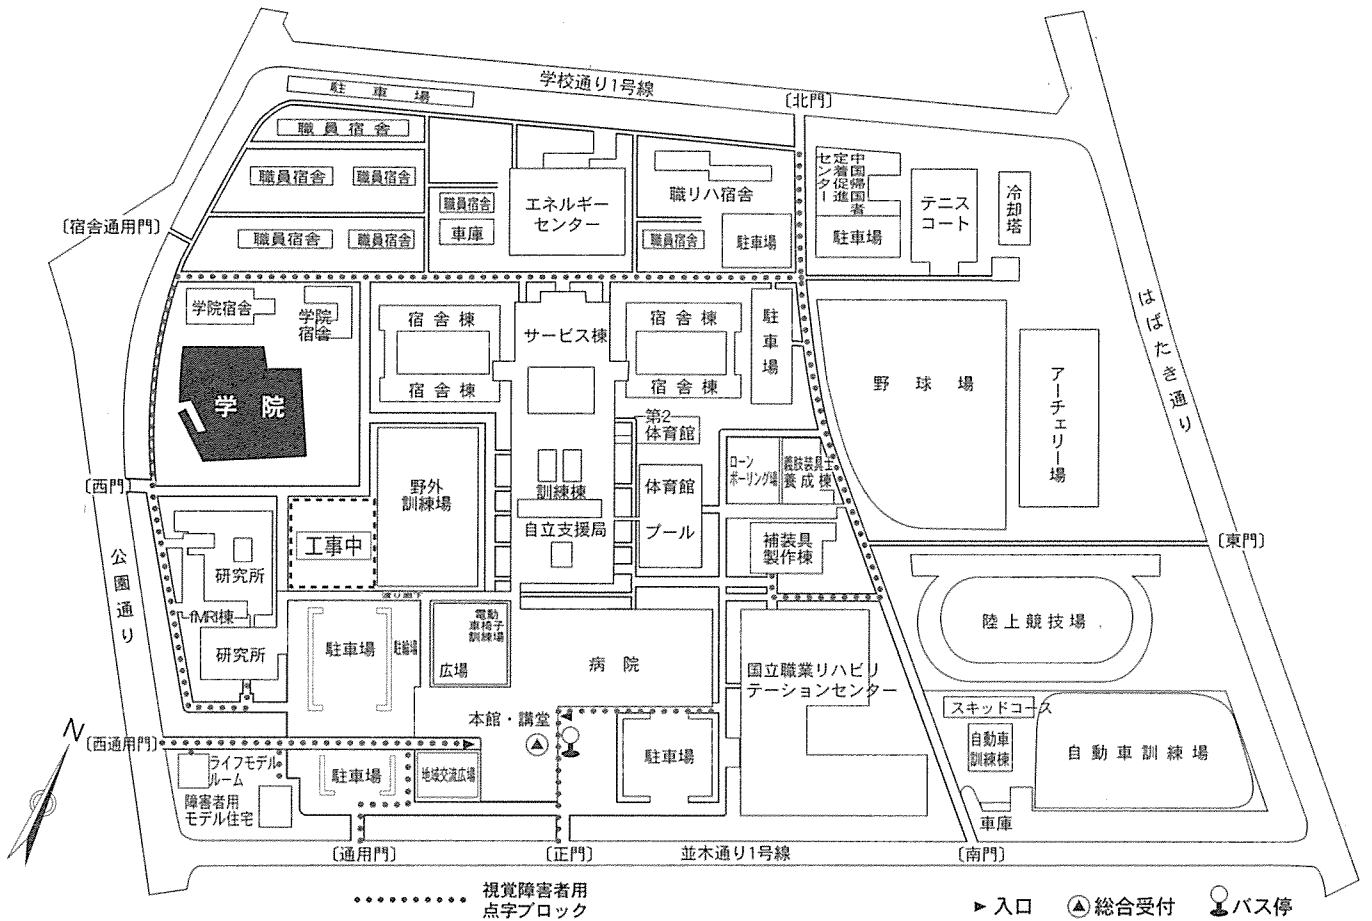 学校通り1号線
駐車場
〔北門〕
職員宿舎
職員宿舎
職員宿舎
職員宿舎
車庫
エネルギー
センター
職リハ宿舎
中国帰国者
定着促進
センター
テニス
コート
冷却塔
〔宿舎通用門〕
職員宿舎
職員宿舎
職員宿舎
駐車場
駐車場
学院宿舎
学院
宿舎
宿舎棟
宿舎棟
サービス棟
宿舎棟
宿舎棟
駐車場
野球場
アーチェリー場
はばたき通り
学院
第2
体育館
ローン
ボーリング場
義肢装具士
養成棟
〔西門〕
野外
訓練場
訓練棟
体育館
プール
自立支援局
工事中
補装具
製作棟
〔東門〕
公園通り
研究所
fMRI棟
研究所
渡り廊下
駐車場
駐輪場
電動
車椅子
訓練場
広場
病院
国立職業リハビリ
テーションセンター
陸上競技場
スキッドコース
自動車
訓練棟
自動車訓練場
N
〔西通用門〕
本館・講堂
駐車場
ライフモデル
ルーム
駐車場
地域交流広場
障害者用
モデル住宅
車庫
〔通用門〕
〔正門〕
並木通り1号線
〔南門〕
視覚障害者用
点字ブロック
入口
総合受付
バス停